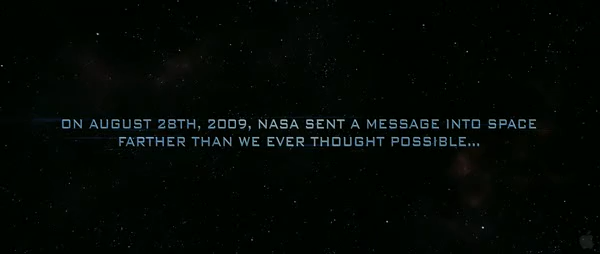 ON AUGUST 28TH, 2009, NASA SENT A MESSAGE INTO SPACE
FARTHER THAN WE EVER THOUGHT POSSIBLE...